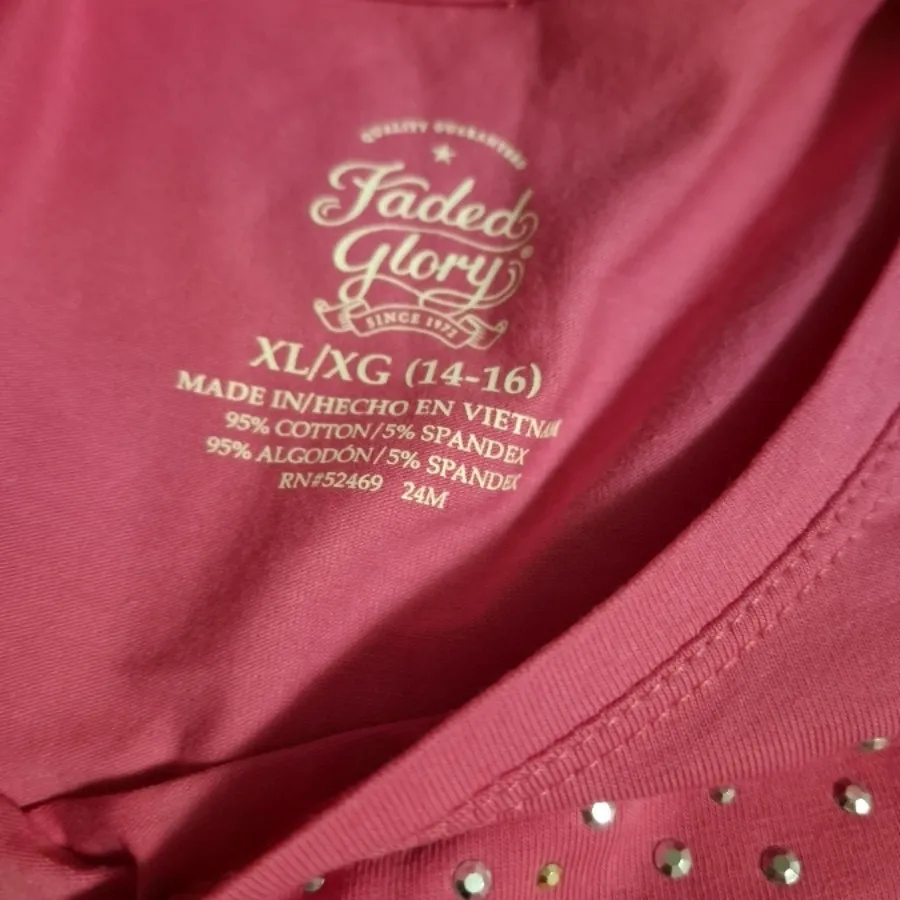 QUALITY GUARANTEED
Faded
Glory
SINCE 1972
XL/XG (14-16)
MADE IN/HECHO EN VIETNAM
95% COTTON/5% SPANDEX
95% ALGODÓN/5% SPANDEX
RN#52469 24M